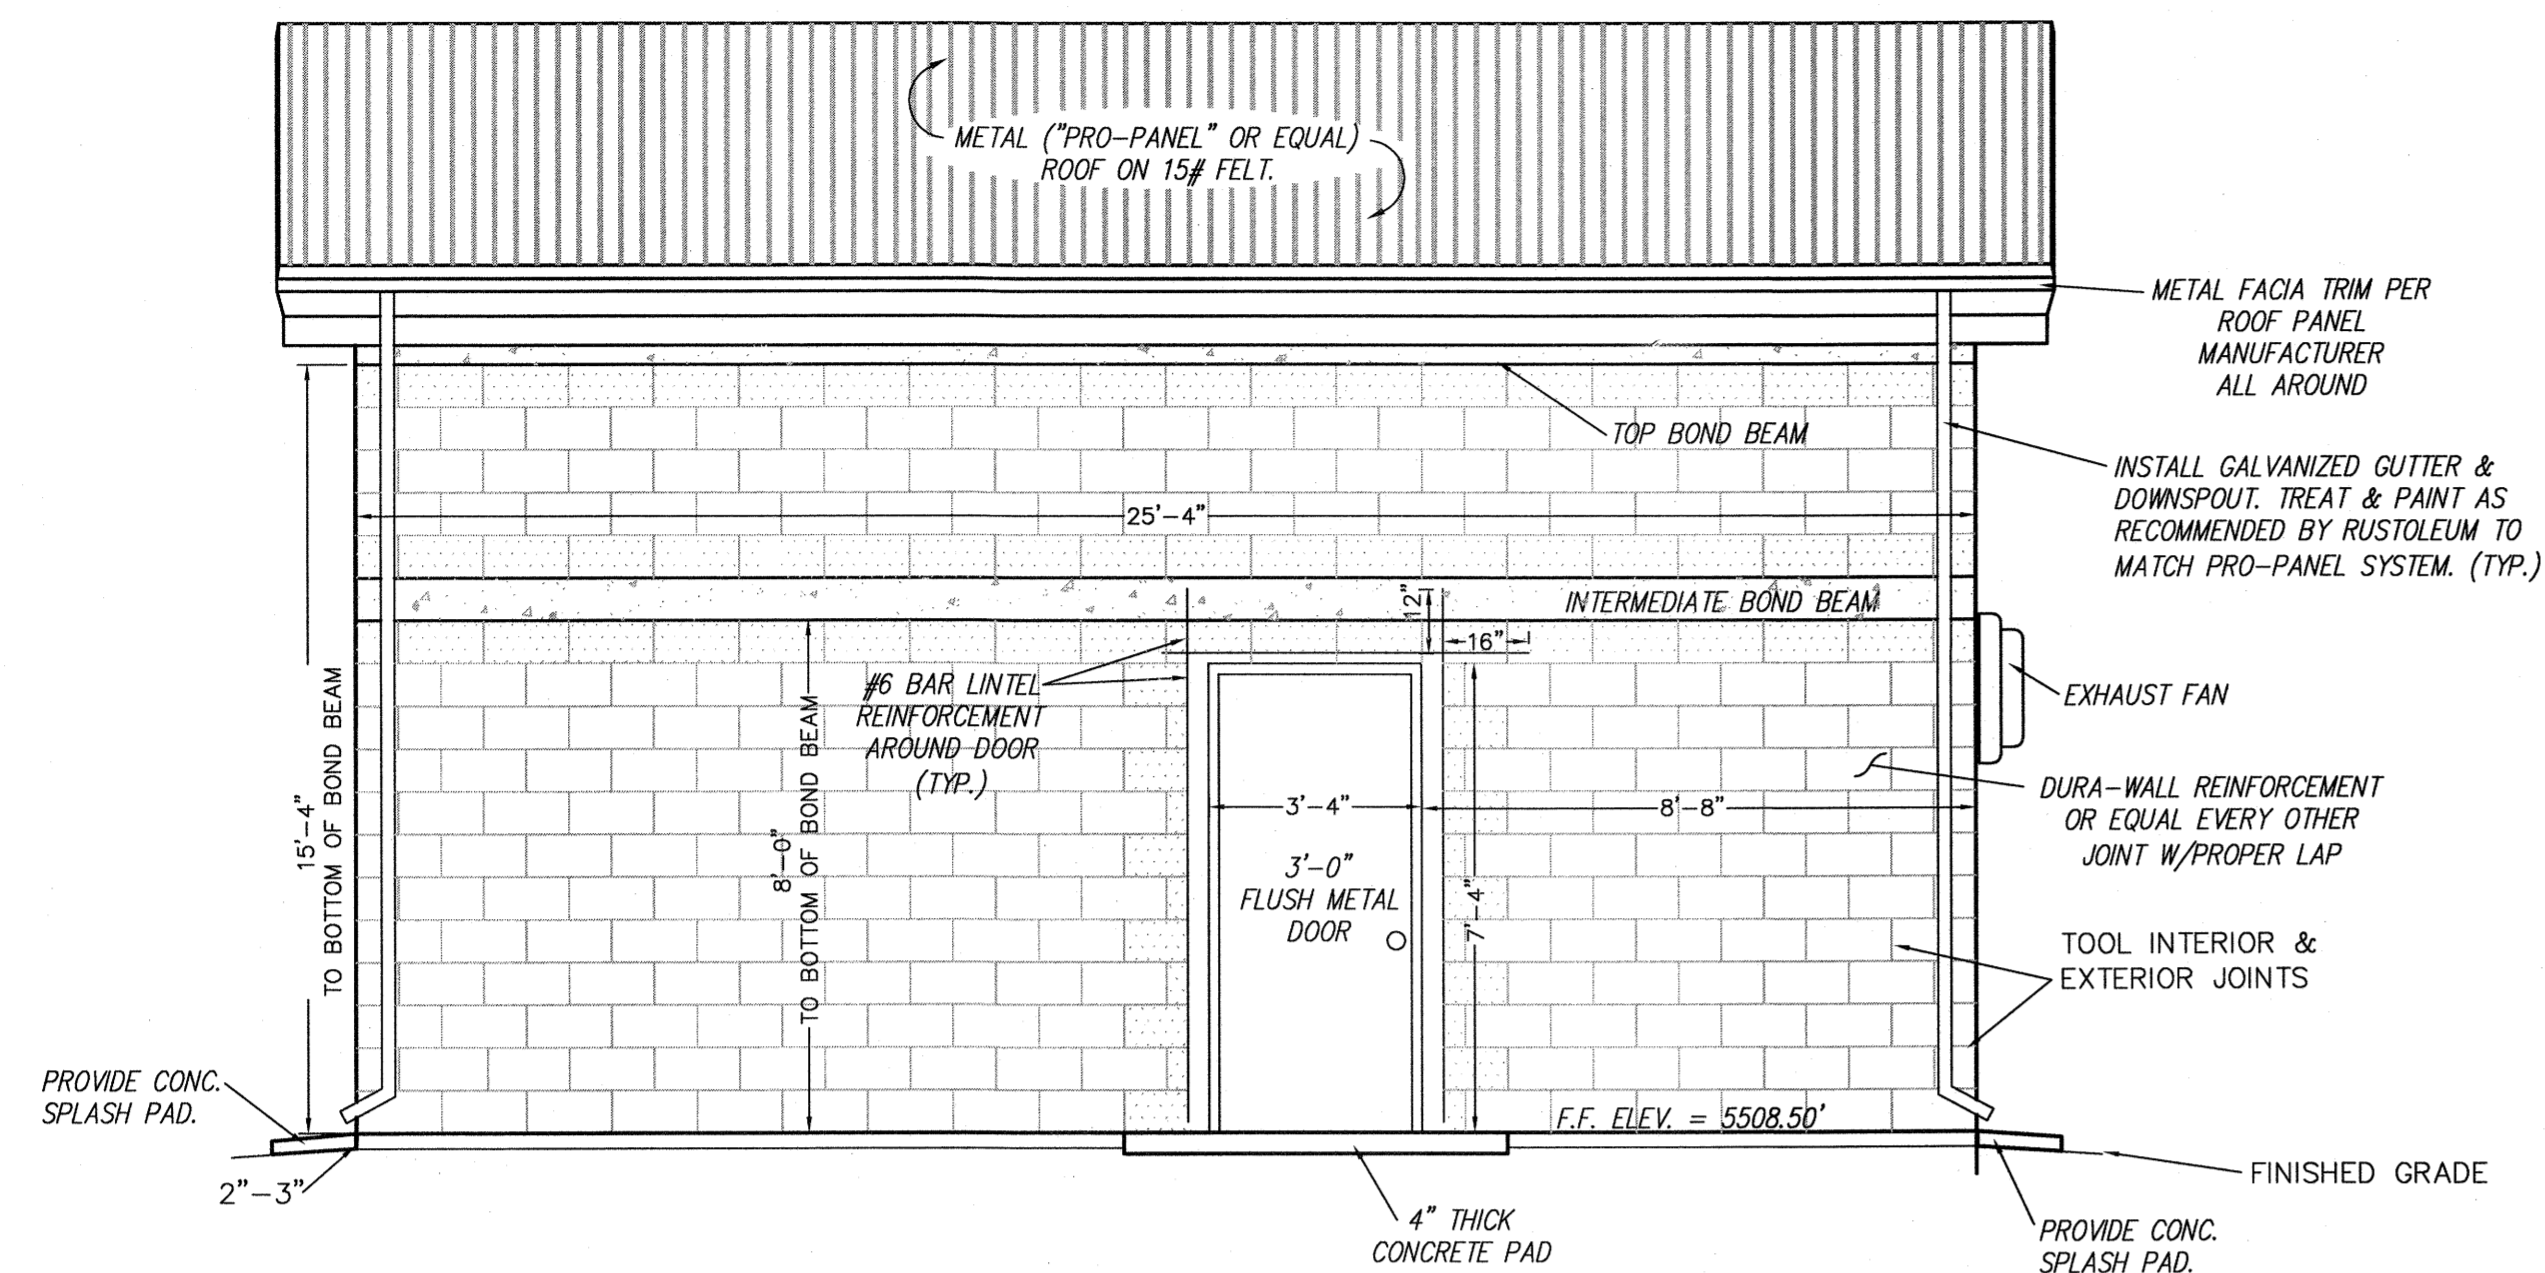 METAL ("PRO-PANEL" OR EQUAL)
ROOF ON 15# FELT.
METAL FACIA TRIM PER
ROOF PANEL
MANUFACTURER
ALL AROUND
TOP BOND BEAM
INSTALL GALVANIZED GUTTER &
DOWNSPOUT. TREAT & PAINT AS
RECOMMENDED BY RUSTOLEUM TO
MATCH PRO-PANEL SYSTEM. (TYP.)
25'-4"
12"
INTERMEDIATE BOND BEAM
16"
15'-4"
TO BOTTOM OF BOND BEAM
8'-0"
TO BOTTOM OF BOND BEAM
#6 BAR LINTEL
REINFORCEMENT
AROUND DOOR
(TYP.)
EXHAUST FAN
3'-4"
8'-8"
DURA-WALL REINFORCEMENT
OR EQUAL EVERY OTHER
JOINT W/PROPER LAP
3'-0"
FLUSH METAL
DOOR
7'-4"
TOOL INTERIOR &
EXTERIOR JOINTS
PROVIDE CONC.
SPLASH PAD.
F.F. ELEV. = 5508.50'
2"-3"
FINISHED GRADE
4" THICK
CONCRETE PAD
PROVIDE CONC.
SPLASH PAD.